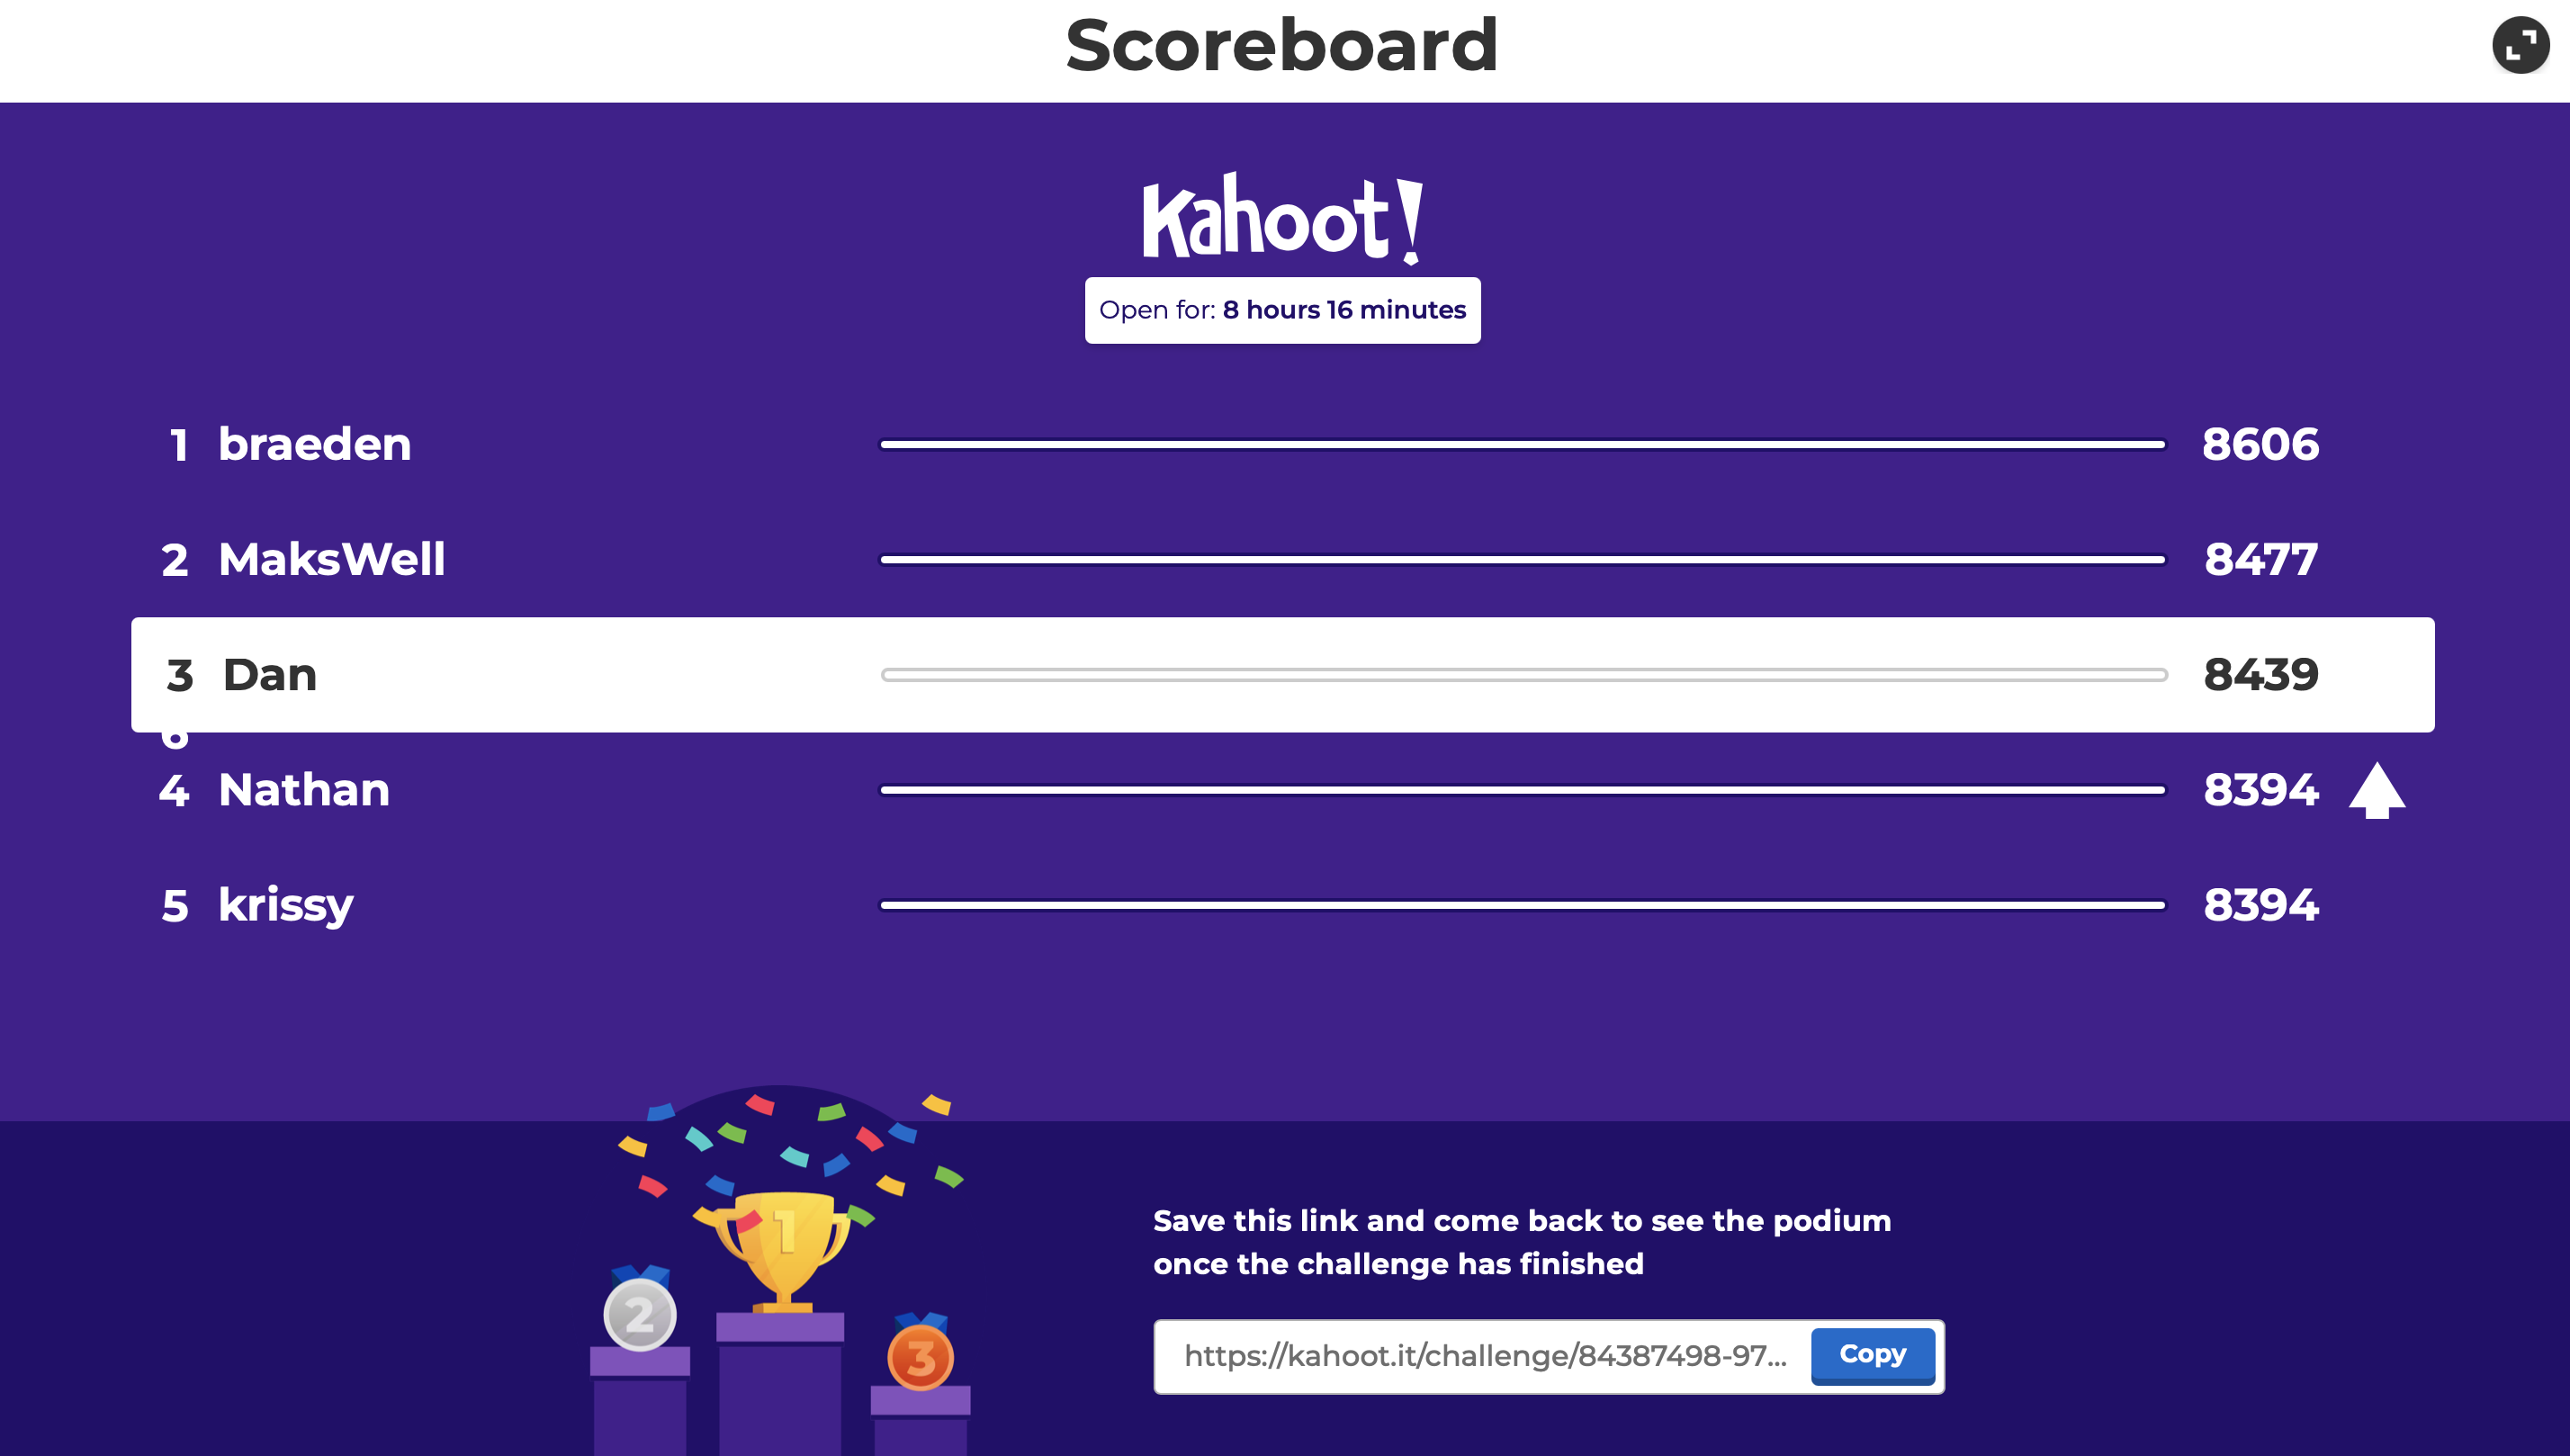 Scoreboard
Kahoot!
Open for: 8 hours 16 minutes
1 braeden 8606
2 MaksWell 8477
3 Dan 8439
6
4 Nathan 8394
5 krissy 8394
1
2
3
Save this link and come back to see the podium
once the challenge has finished
https://kahoot.it/challenge/84387498-97... Copy